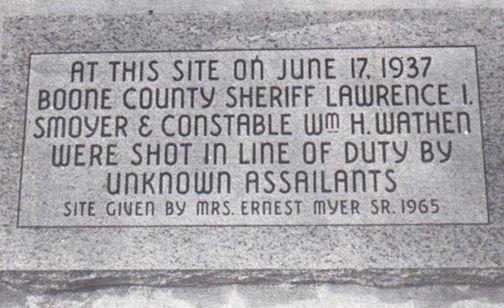 AT THIS SITE ON JUNE 17, 1937
BOONE COUNTY SHERIFF LAWRENCE I.
SMOYER & CONSTABLE Wm H. WATHEN
WERE SHOT IN LINE OF DUTY BY
UNKNOWN ASSAILANTS
SITE GIVEN BY MRS. ERNEST MYER SR. 1965